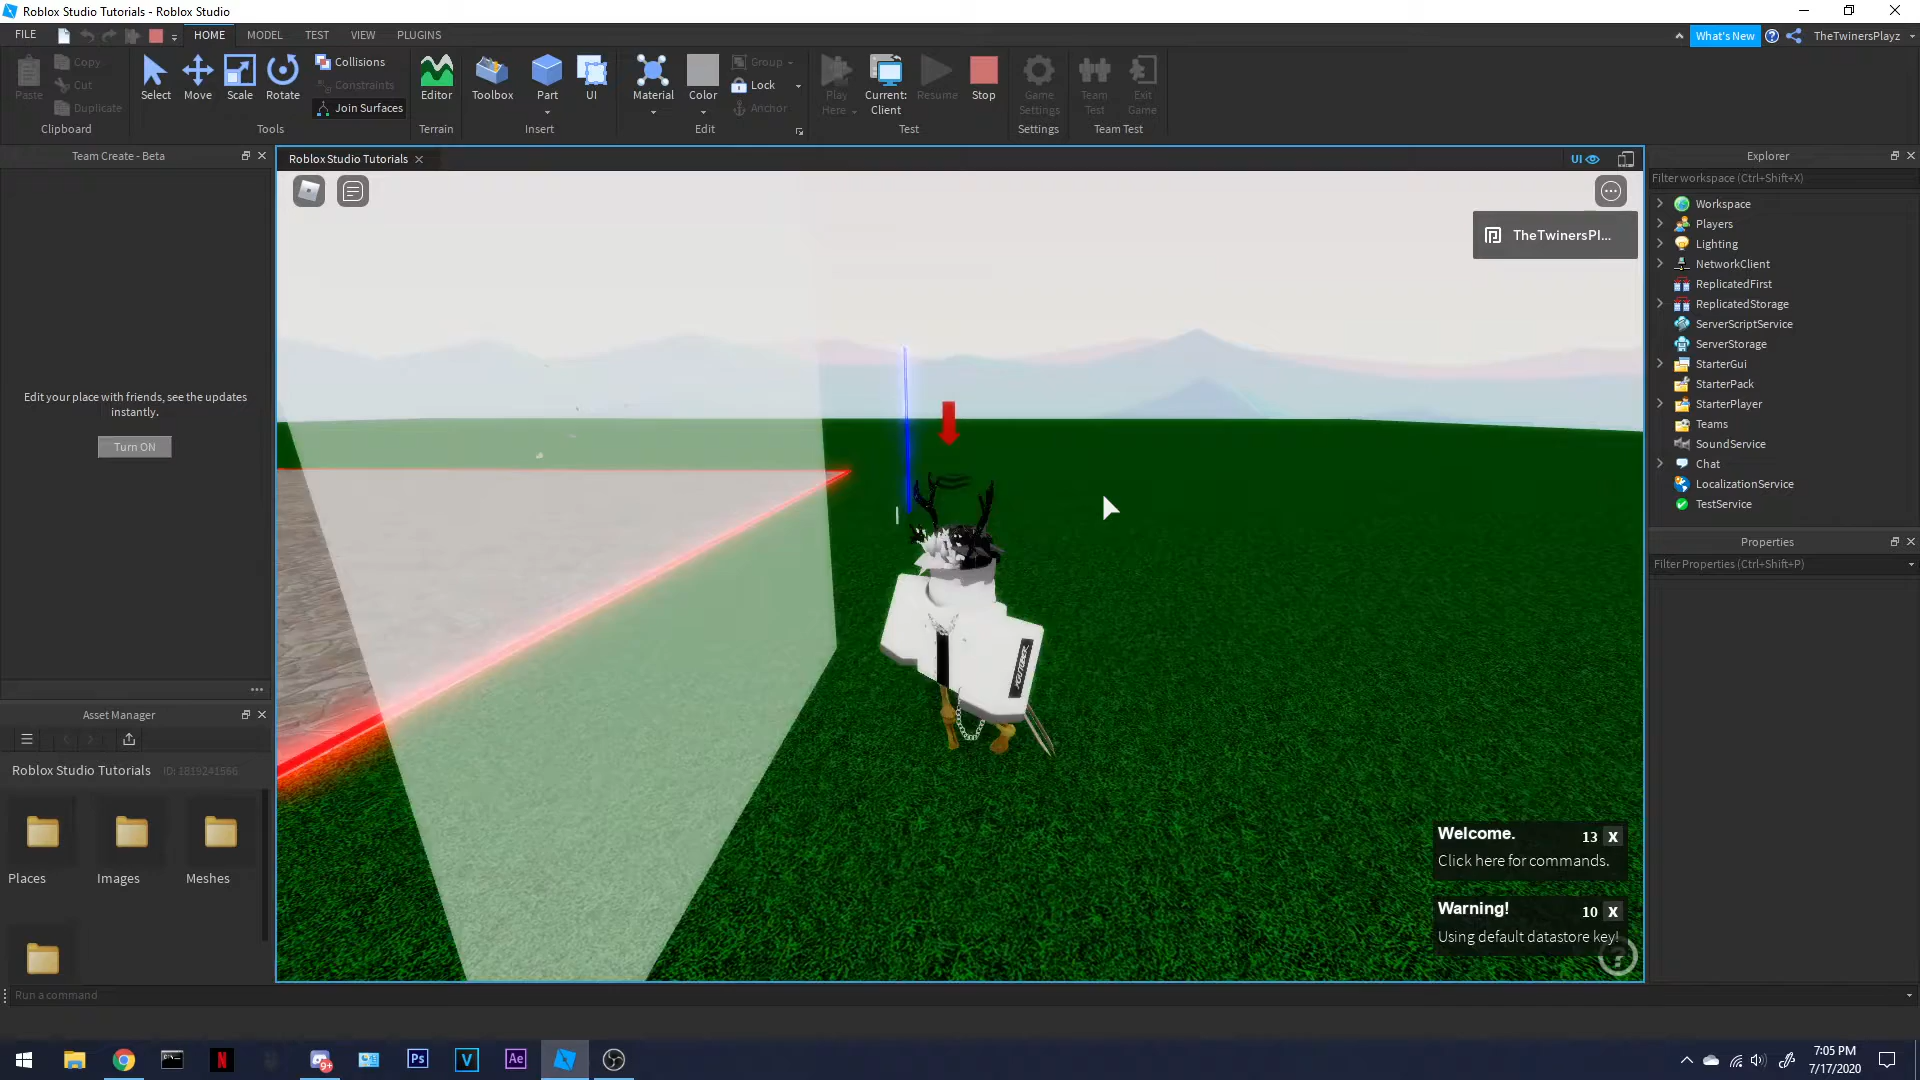 Roblox Studio Tutorials - Roblox Studio
FILE HOME MODEL TEST VIEW PLUGINS What's New TheTwinersPlayz
Paste Copy Cut Duplicate Clipboard
Select Move Scale Rotate Collisions Constraints Join Surfaces Tools
Editor Terrain
Toolbox Part UI Insert
Material Color Group Lock Anchor Edit
Play Here Current: Client Resume Stop Test
Game Settings Settings
Team Test Exit Game Team Test
Team Create - Beta
Edit your place with friends, see the updates
instantly.
Turn ON
Asset Manager
Roblox Studio Tutorials ID: 1819241566
Places Images Meshes
Run a command
Roblox Studio Tutorials
UI
TheTwinersPl...
Welcome. 13 X
Click here for commands.
Warning! 10 X
Using default datastore key!
?
Explorer
Filter workspace (Ctrl+Shift+X)
Workspace
Players
Lighting
NetworkClient
ReplicatedFirst
ReplicatedStorage
ServerScriptService
ServerStorage
StarterGui
StarterPack
StarterPlayer
Teams
SoundService
Chat
LocalizationService
TestService
Properties
Filter Properties (Ctrl+Shift+P)
N 9+ Ps V Ae
7:05 PM
7/17/2020